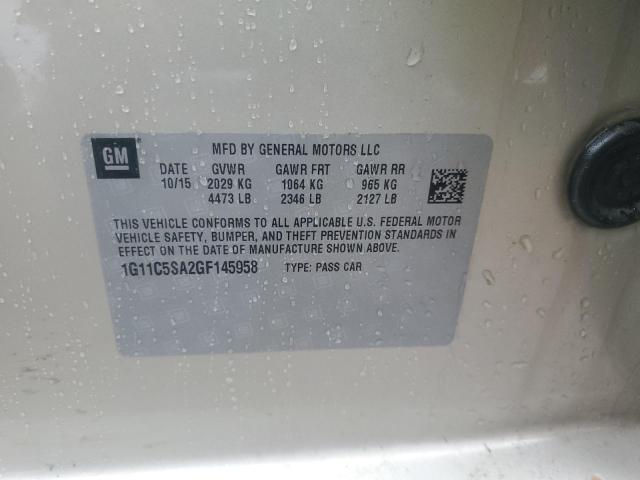 GM
MFD BY GENERAL MOTORS LLC
DATE GVWR GAWR FRT GAWR RR
10/15 2029 KG 1064 KG 965 KG
4473 LB 2346 LB 2127 LB
THIS VEHICLE CONFORMS TO ALL APPLICABLE U.S. FEDERAL MOTOR
VEHICLE SAFETY, BUMPER, AND THEFT PREVENTION STANDARDS IN
EFFECT ON THE DATE OF MANUFACTURE SHOWN ABOVE.
1G11C5SA2GF145958 TYPE: PASS CAR